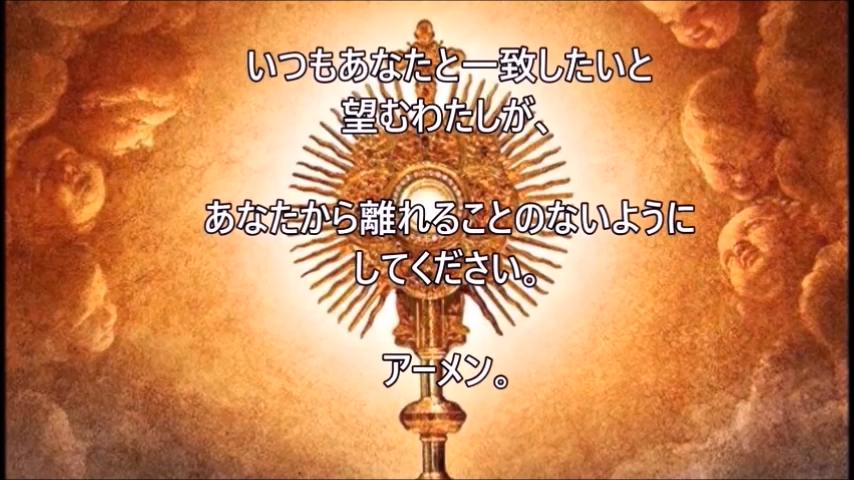 いつもあなたと一致したいと
望むわたしが、
あなたから離れることのないように
してください。
アーメン。